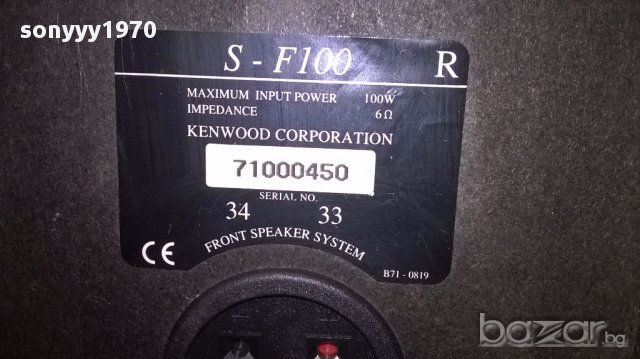 sonyyy1970
S - F100 R
MAXIMUM INPUT POWER 100W
IMPEDANCE 6 Ω
KENWOOD CORPORATION
71000450
SERIAL NO.
34 33
FRONT SPEAKER SYSTEM
CE
B71 - 0819
bazar.bg